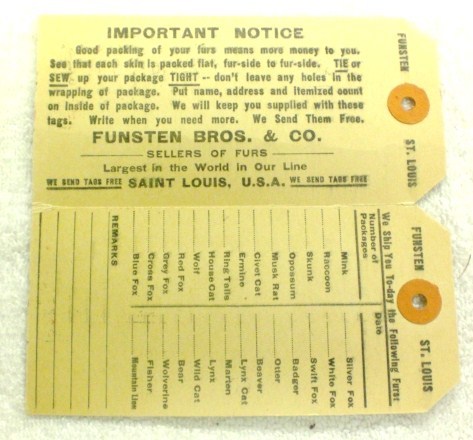 IMPORTANT NOTICE
Good packing of your furs means more money to you.
See that each skin is packed flat, fur-side to fur-side. TIE or
SEW up your package TIGHT -- don't leave any holes in the
wrapping of package. Put name, address and itemized count
on inside of package. We will keep you supplied with these
tags. Write when you need more. We Send Them Free.
FUNSTEN BROS. & CO.
SELLERS OF FURS
Largest in the World in Our Line
WE SEND TAGS FREE SAINT LOUIS, U.S.A. WE SEND TAGS FREE
FUNSTEN
ST. LOUIS
FUNSTEN
ST. LOUIS
We Ship You To-day the Following Furs:
Number of
Packages
Date
Mink
Raccoon
Skunk
Opossum
Musk Rat
Civet Cat
Ermine
Ring Tails
House Cat
Wolf
Red Fox
Grey Fox
Cross Fox
Blue Fox
Silver Fox
White Fox
Swift Fox
Badger
Otter
Beaver
Lynx Cat
Marten
Lynx
Wild Cat
Bear
Wolverine
Fisher
Mountain Lion
REMARKS